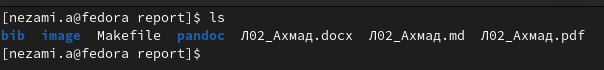 [nezami.a@fedora report]$ ls
bib image Makefile pandoc Л02_Ахмад.docx Л02_Ахмад.md Л02_Ахмад.pdf
[nezami.a@fedora report]$